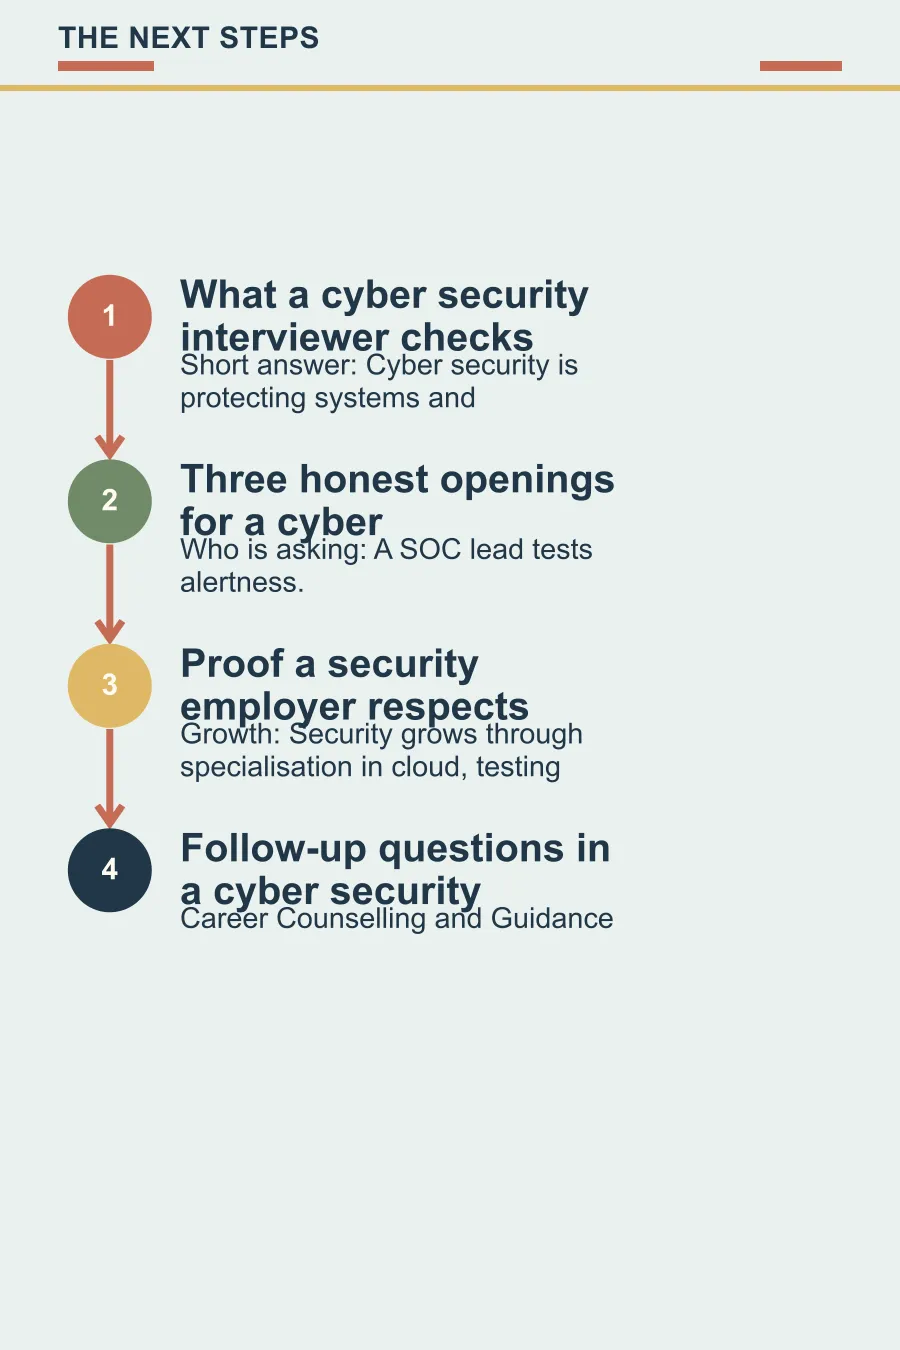 THE NEXT STEPS
1
What a cyber security
interviewer checks
Short answer: Cyber security is
protecting systems and
2
Three honest openings
for a cyber
Who is asking: A SOC lead tests
alertness.
3
Proof a security
employer respects
Growth: Security grows through
specialisation in cloud, testing
4
Follow-up questions in
a cyber security
Career Counselling and Guidance